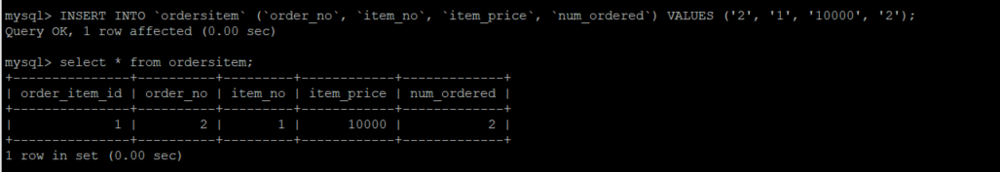 mysql> INSERT INTO `ordersitem` (`order_no`, `item_no`, `item_price`, `num_ordered`) VALUES ('2', '1', '10000', '2');
Query OK, 1 row affected (0.00 sec)
mysql> select * from ordersitem;
+---------------+----------+---------+------------+-------------+
| order_item_id | order_no | item_no | item_price | num_ordered |
+---------------+----------+---------+------------+-------------+
|             1 |        2 |       1 |      10000 |           2 |
+---------------+----------+---------+------------+-------------+
1 row in set (0.00 sec)